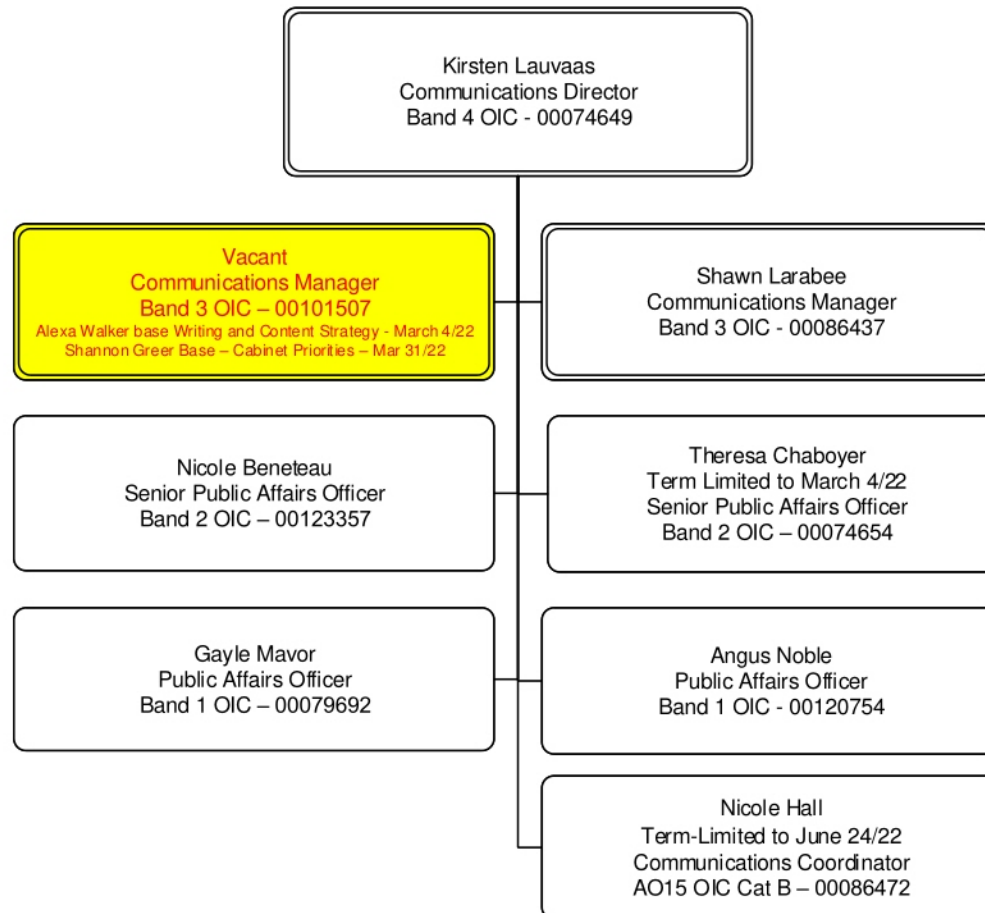 Kirsten Lauvaas
Communications Director
Band 4 OIC - 00074649
Vacant
Communications Manager
Band 3 OIC – 00101507
Alexa Walker base Writing and Content Strategy - March 4/22
Shannon Greer Base – Cabinet Priorities – Mar 31/22
Shawn Larabee
Communications Manager
Band 3 OIC - 00086437
Nicole Beneteau
Senior Public Affairs Officer
Band 2 OIC – 00123357
Theresa Chaboyer
Term Limited to March 4/22
Senior Public Affairs Officer
Band 2 OIC – 00074654
Gayle Mavor
Public Affairs Officer
Band 1 OIC – 00079692
Angus Noble
Public Affairs Officer
Band 1 OIC - 00120754
Nicole Hall
Term-Limited to June 24/22
Communications Coordinator
AO15 OIC Cat B – 00086472